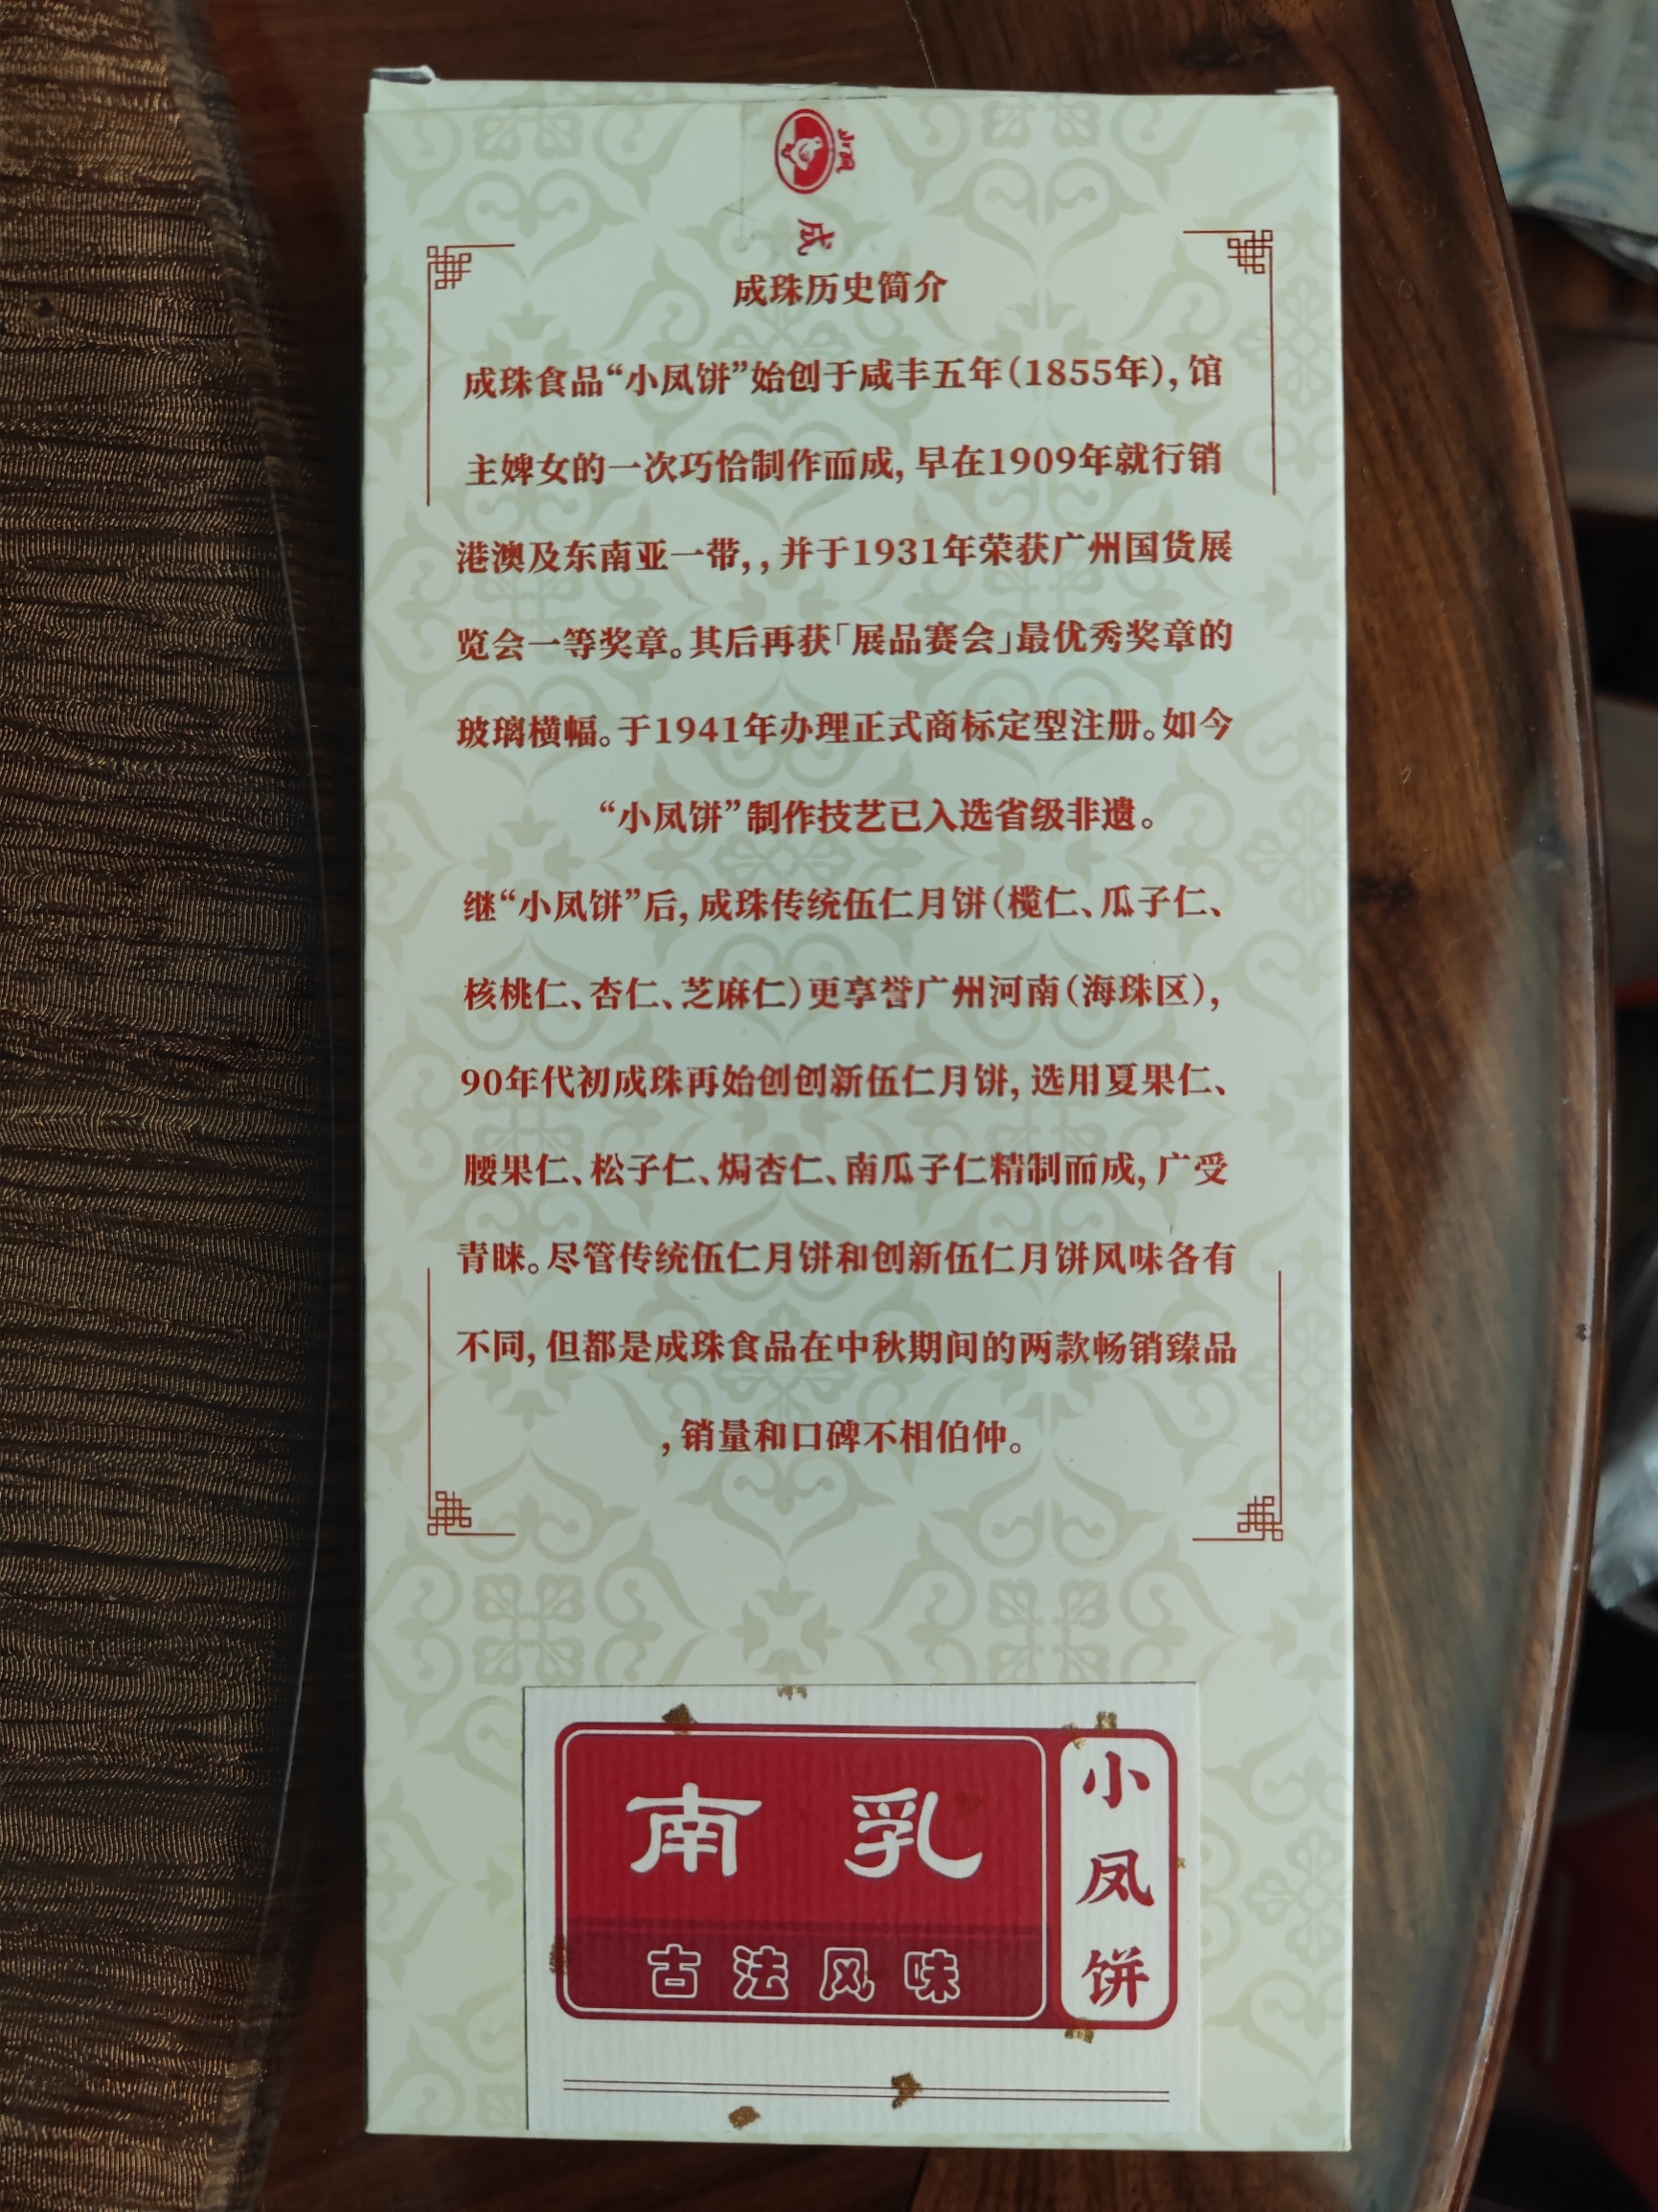 成
成珠历史简介
成珠食品“小凤饼”始创于咸丰五年(1855年), 馆
主婢女的一次巧恰制作而成, 早在1909年就行销
港澳及东南亚一带, , 并于1931年荣获广州国货展
览会一等奖章。其后再获「展品赛会」最优秀奖章的
玻璃横幅。于1941年办理正式商标定型注册。如今
“小凤饼”制作技艺已入选省级非遗。
继“小凤饼”后, 成珠传统伍仁月饼(榄仁、瓜子仁、
核桃仁、杏仁、芝麻仁)更享誉广州河南(海珠区),
90年代初成珠再始创创新伍仁月饼, 选用夏果仁、
腰果仁、松子仁、焗杏仁、南瓜子仁精制而成, 广受
青睐。尽管传统伍仁月饼和创新伍仁月饼风味各有
不同, 但都是成珠食品在中秋期间的两款畅销臻品
, 销量和口碑不相伯仲。
南乳
古法风味
小凤饼